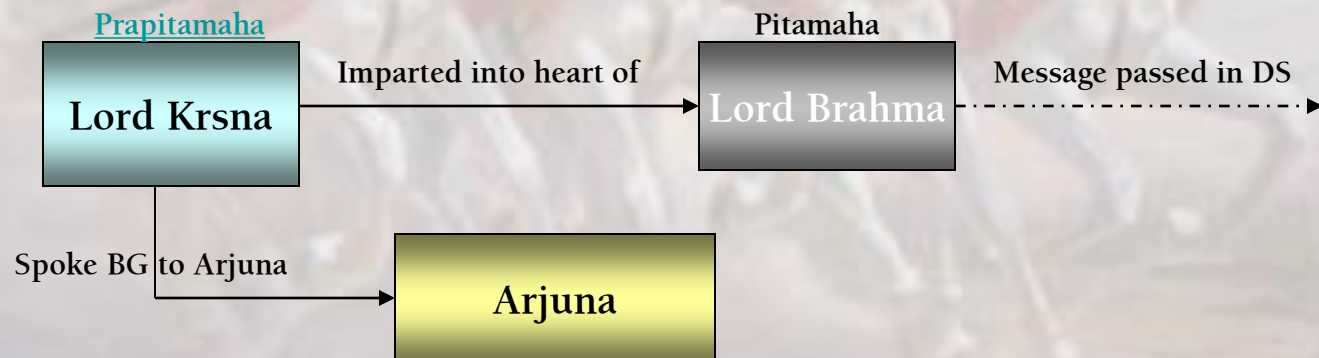 Prapitamaha
Pitamaha
Lord Krsna
Imparted into heart of
Lord Brahma
Message passed in DS
Spoke BG to Arjuna
Arjuna